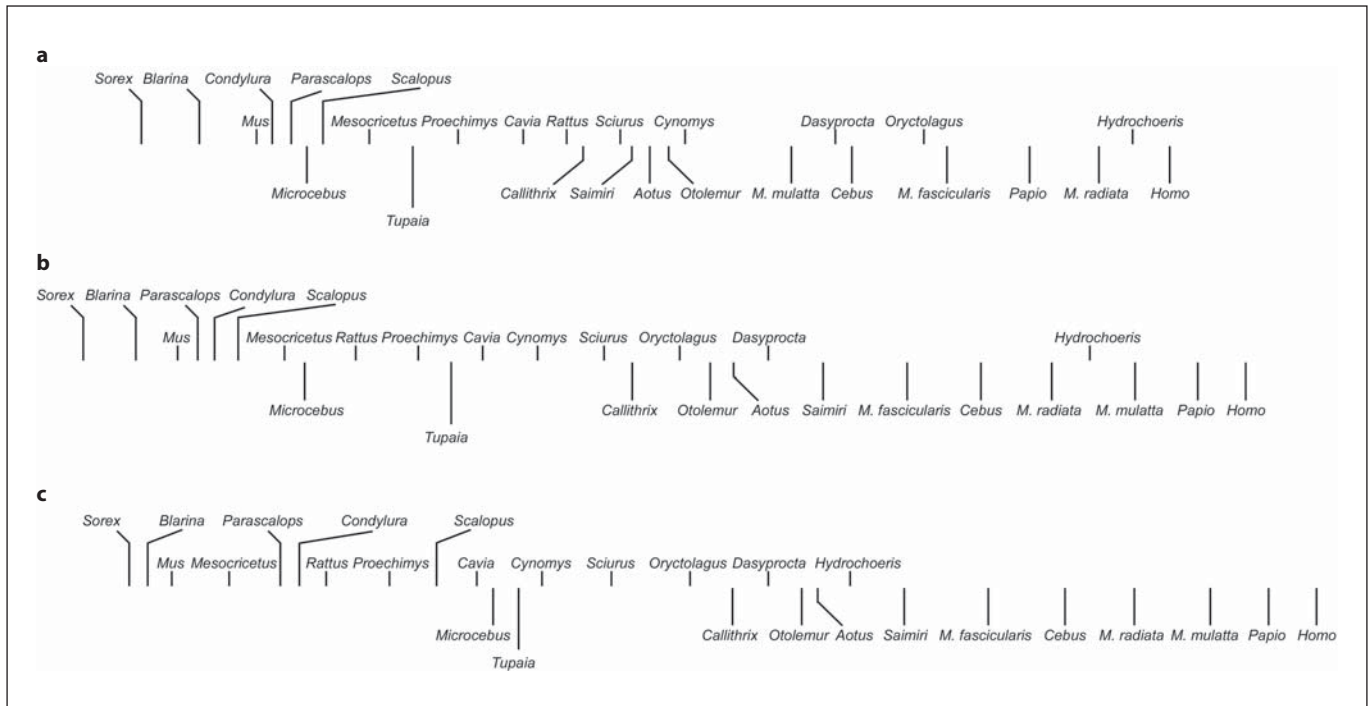 a
Sorex Blarina Condylura Parascalops Scalopus
Mus Mesocricetus Proechimys Cavia Rattus Sciurus Cynomys Dasyprocta Oryctolagus Hydrochoeris
Microcebus Callithrix Saimiri Aotus Otolemur M. mulatta Cebus M. fascicularis Papio M. radiata Homo
Tupaia
b
Sorex Blarina Parascalops Condylura Scalopus
Mus Mesocricetus Rattus Proechimys Cavia Cynomys Sciurus Oryctolagus Dasyprocta Hydrochoeris
Microcebus Callithrix Otolemur Aotus Saimiri M. fascicularis Cebus M. radiata M. mulatta Papio Homo
Tupaia
c
Sorex Blarina Parascalops Condylura Scalopus
Mus Mesocricetus Rattus Proechimys Cavia Cynomys Sciurus Oryctolagus Dasyprocta Hydrochoeris
Microcebus Callithrix Otolemur Aotus Saimiri M. fascicularis Cebus M. radiata M. mulatta Papio Homo
Tupaia